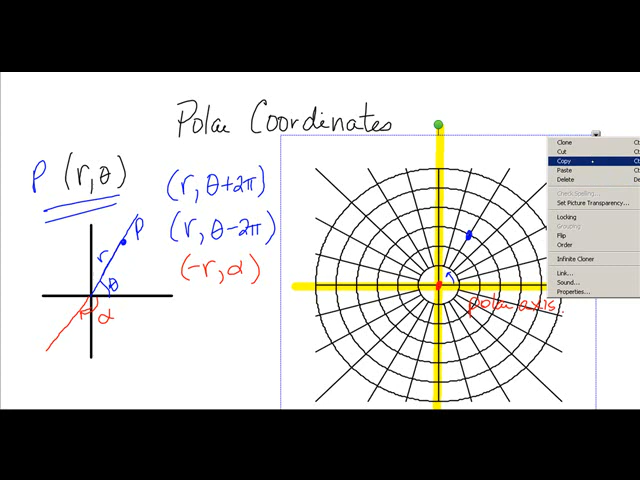 Polar Coordinates
P (r, θ)
(r, θ+2π)
(r, θ-2π)
(-r, α)
P
r
θ
α
polar axis.
Clone
Cut
Copy
Paste
Delete
Check Spelling...
Set Picture Transparency...
Locking
Grouping
Flip
Order
Infinite Cloner
Link...
Sound...
Properties...